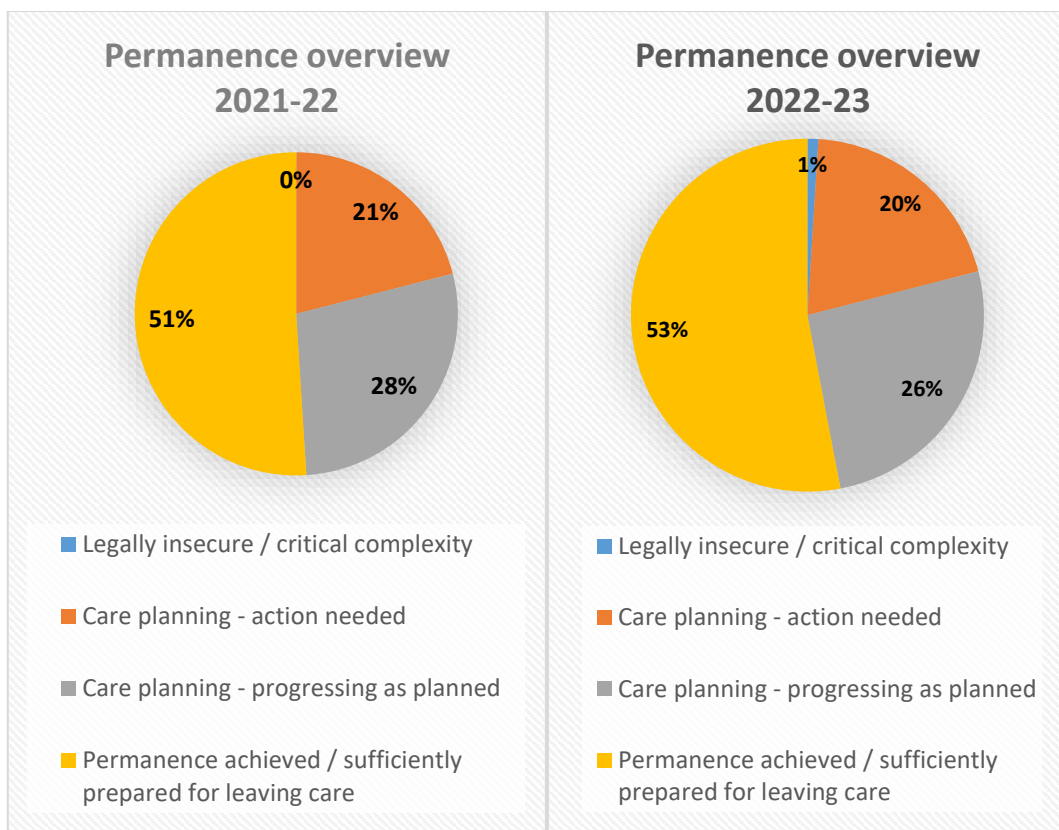 Permanence overview
2021-22
0%
21%
51%
28%
Legally insecure / critical complexity
Care planning - action needed
Care planning - progressing as planned
Permanence achieved / sufficiently
prepared for leaving care
Permanence overview
2022-23
1%
20%
53%
26%
Legally insecure / critical complexity
Care planning - action needed
Care planning - progressing as planned
Permanence achieved / sufficiently
prepared for leaving care